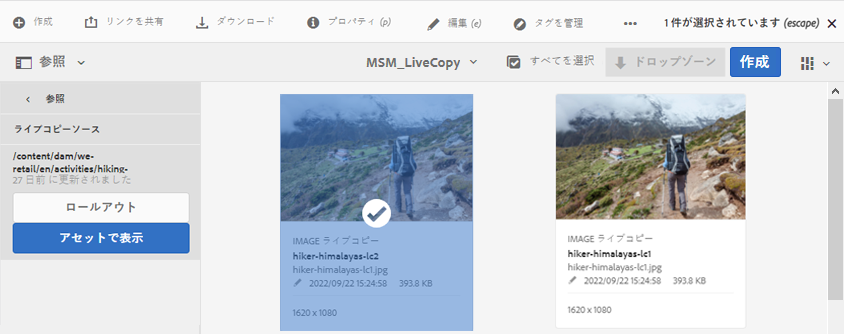 作成 リンクを共有 ダウンロード プロパティ (p) 編集 (e) タグを管理 ••• 1 件が選択されています (escape)
参照 MSM_LiveCopy すべてを選択 ドロップゾーン 作成
参照
ライブコピーソース
/content/dam/we-
retail/en/activities/hiking-
27 日前 に更新されました
ロールアウト
アセットで表示
IMAGE ライブコピー
hiker-himalayas-lc2
hiker-himalayas-lc1.jpg
2022/09/22 15:24:58 393.8 KB
1620 x 1080
IMAGE ライブコピー
hiker-himalayas-lc1
hiker-himalayas-lc1.jpg
2022/09/22 15:24:58 393.8 KB
1620 x 1080